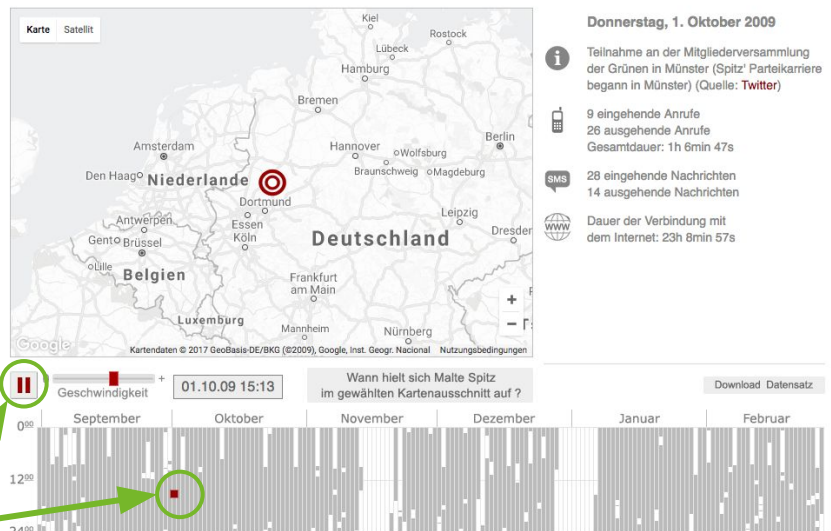 Karte Satellit
Kiel
Rostock
Lübeck
Hamburg
Bremen
Amsterdam
Hannover
Wolfsburg
Berlin
Den Haag
Niederlande
Braunschweig
Magdeburg
Dortmund
Antwerpen
Essen
Leipzig
Gent
Brüssel
Köln
Deutschland
Dresden
Lille
Belgien
Frankfurt
am Main
Luxemburg
Mannheim
Nürnberg
+
−
Google
Kartendaten © 2017 GeoBasis-DE/BKG (©2009), Google, Inst. Geogr. Nacional Nutzungsbedingungen
Donnerstag, 1. Oktober 2009
Teilnahme an der Mitgliederversammlung
der Grünen in Münster (Spitz' Parteikarriere
begann in Münster) (Quelle: Twitter)
9 eingehende Anrufe
26 ausgehende Anrufe
Gesamtdauer: 1h 6min 47s
SMS
28 eingehende Nachrichten
14 ausgehende Nachrichten
WWW
Dauer der Verbindung mit
dem Internet: 23h 8min 57s
+
Geschwindigkeit
01.10.09 15:13
Wann hielt sich Malte Spitz
im gewählten Kartenausschnitt auf ?
Download Datensatz
September Oktober November Dezember Januar Februar
0⁰⁰
12⁰⁰
24⁰⁰